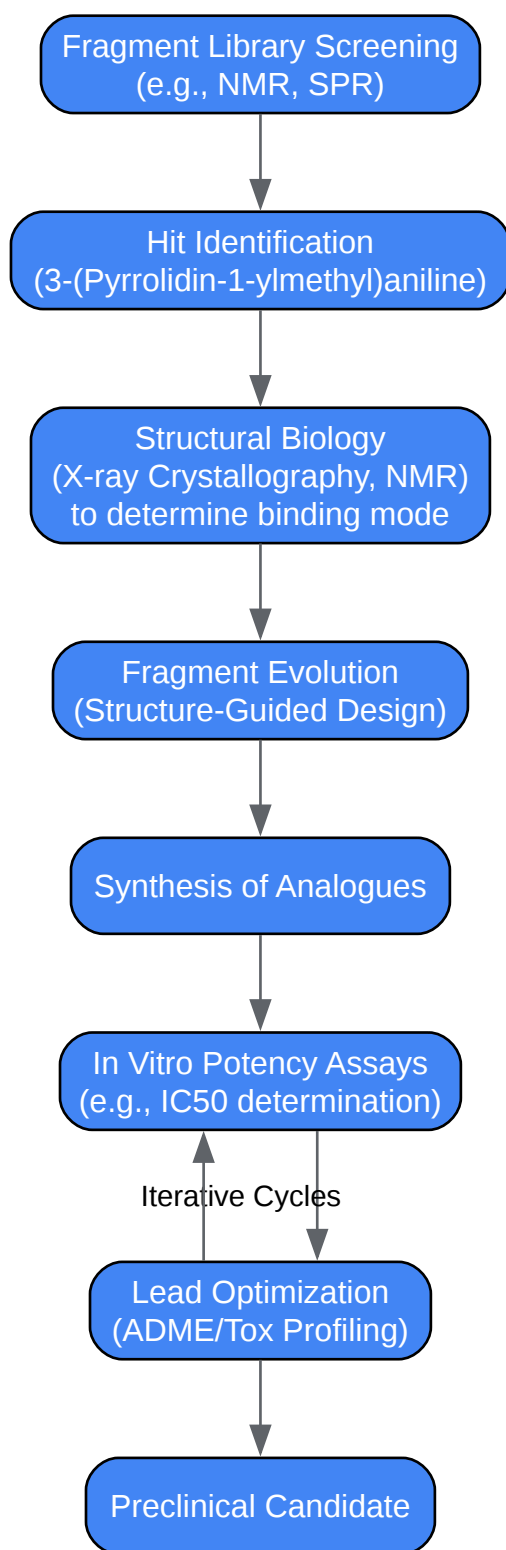 Fragment Library Screening
(e.g., NMR, SPR)
Hit Identification
(3-(Pyrrolidin-1-ylmethyl)aniline)
Structural Biology
(X-ray Crystallography, NMR)
to determine binding mode
Fragment Evolution
(Structure-Guided Design)
Synthesis of Analogues
In Vitro Potency Assays
(e.g., IC50 determination)
Iterative Cycles
Lead Optimization
(ADME/Tox Profiling)
Preclinical Candidate